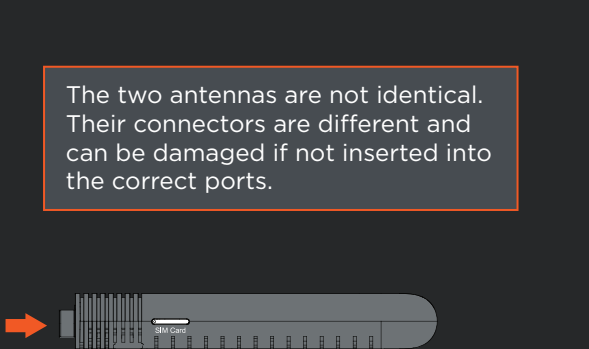 The two antennas are not identical.
Their connectors are different and
can be damaged if not inserted into
the correct ports.
SIM Card